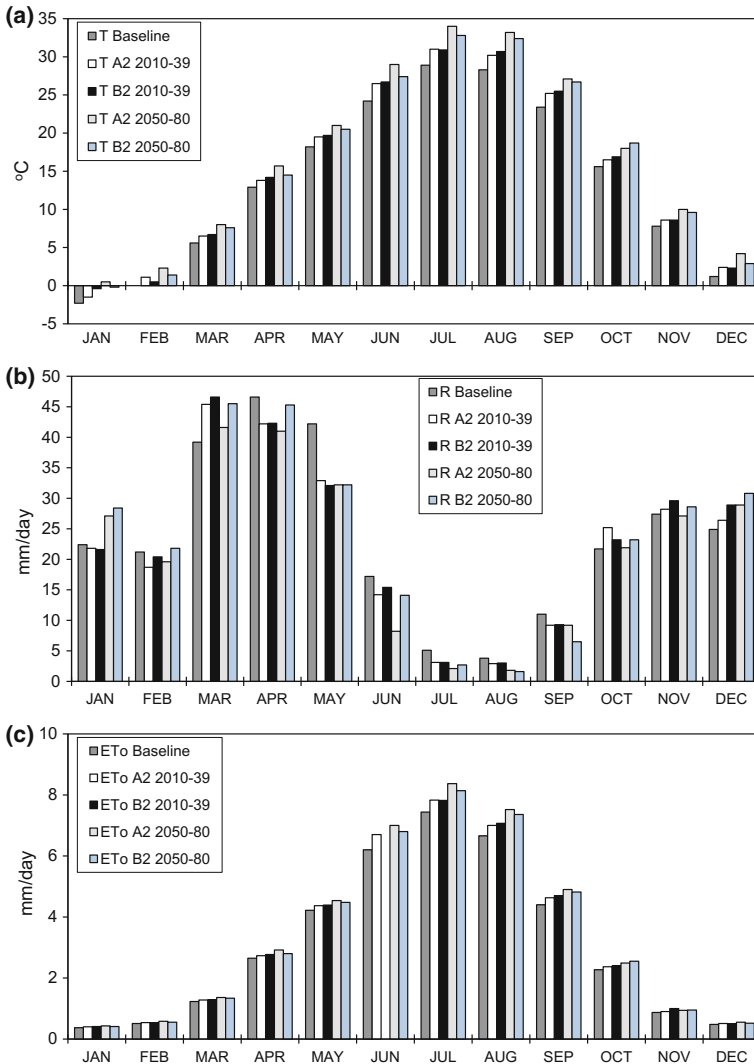 (a)
35
30
25
20
15
10
5
0
-5
°C
T Baseline
T A2 2010-39
T B2 2010-39
T A2 2050-80
T B2 2050-80
JAN FEB MAR APR MAY JUN JUL AUG SEP OCT NOV DEC
(b)
50
45
40
35
30
25
20
15
10
5
0
mm/day
R Baseline
R A2 2010-39
R B2 2010-39
R A2 2050-80
R B2 2050-80
JAN FEB MAR APR MAY JUN JUL AUG SEP OCT NOV DEC
(c)
10
8
6
4
2
0
mm/day
ETo Baseline
ETo A2 2010-39
ETo B2 2010-39
ETo A2 2050-80
ETo B2 2050-80
JAN FEB MAR APR MAY JUN JUL AUG SEP OCT NOV DEC